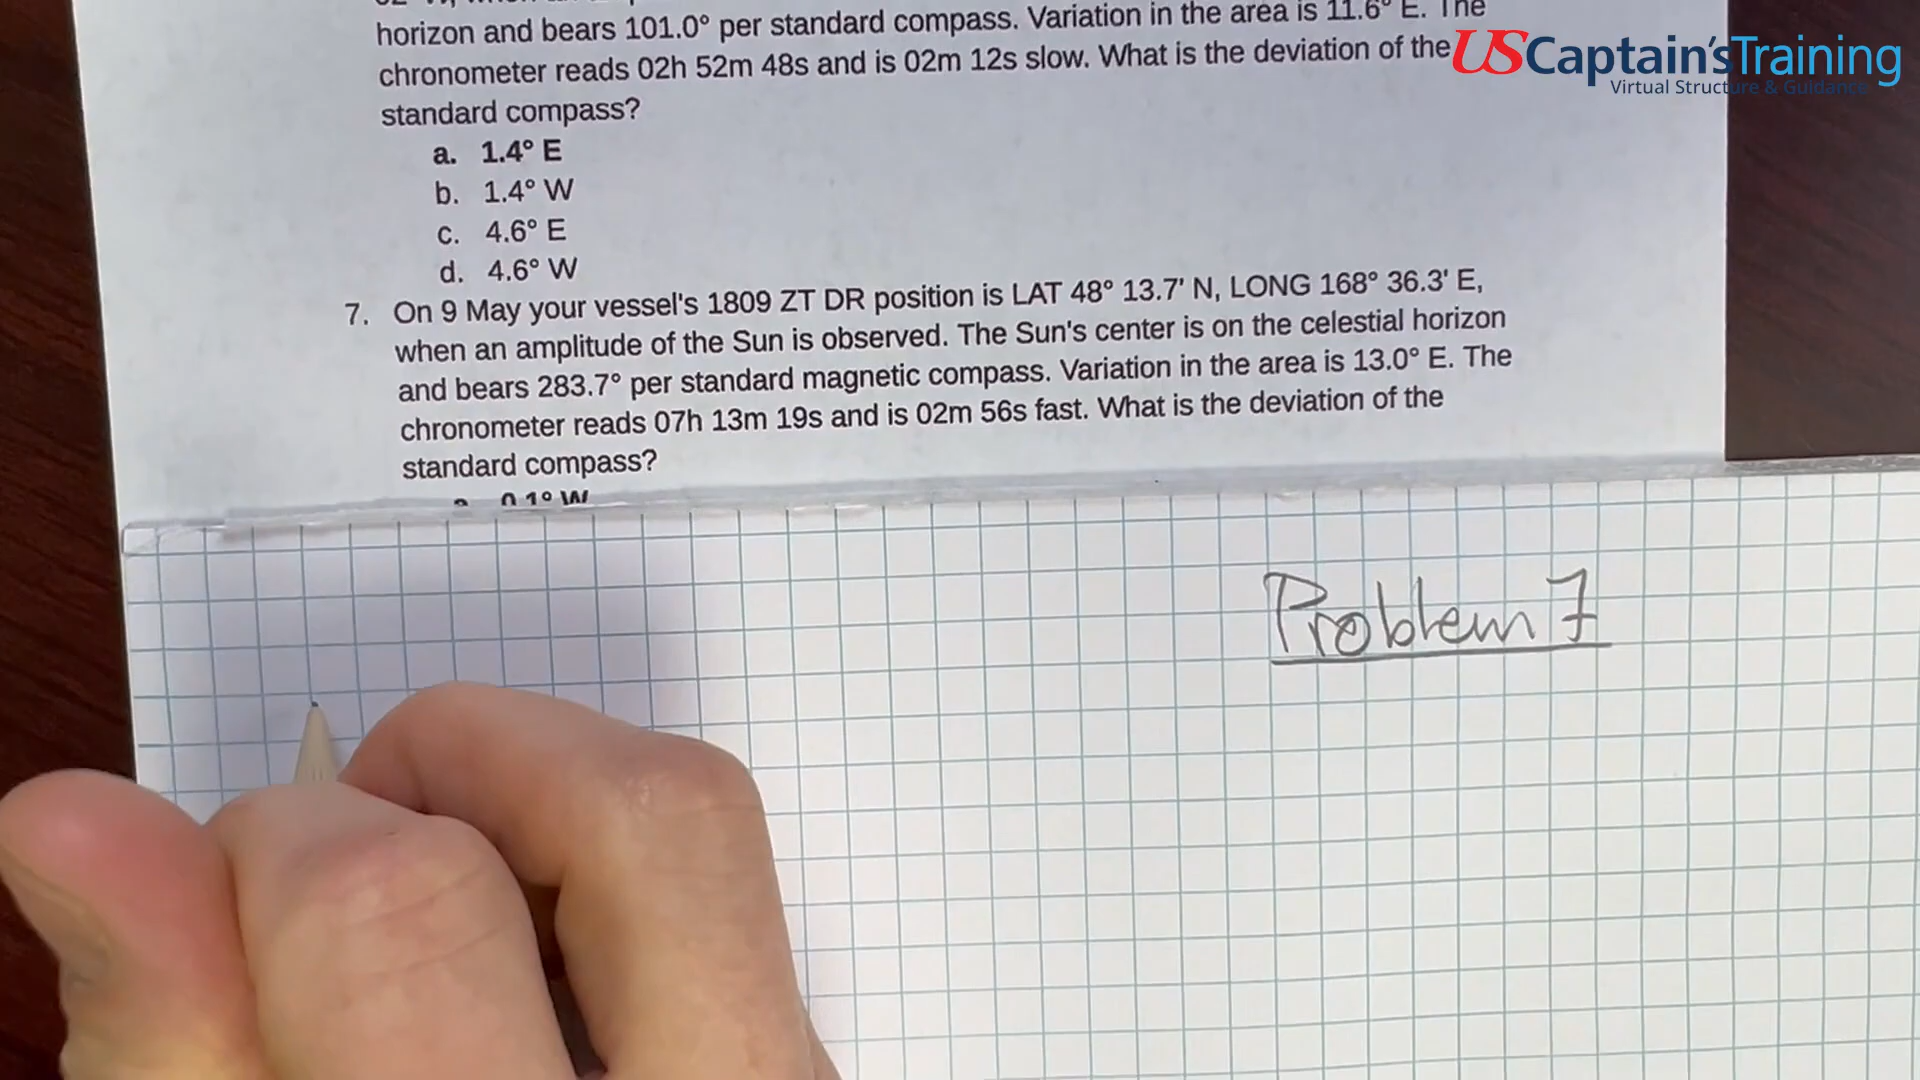 horizon and bears 101.0° per standard compass. Variation in the area is 11.6° E. The
chronometer reads 02h 52m 48s and is 02m 12s slow. What is the deviation of the
standard compass?
a. 1.4° E
b. 1.4° W
c. 4.6° E
d. 4.6° W
7. On 9 May your vessel's 1809 ZT DR position is LAT 48° 13.7' N, LONG 168° 36.3' E,
when an amplitude of the Sun is observed. The Sun's center is on the celestial horizon
and bears 283.7° per standard magnetic compass. Variation in the area is 13.0° E. The
chronometer reads 07h 13m 19s and is 02m 56s fast. What is the deviation of the
standard compass?
a. 0.1° W
Problem 7
US Captain'sTraining
Virtual Structure & Guidance